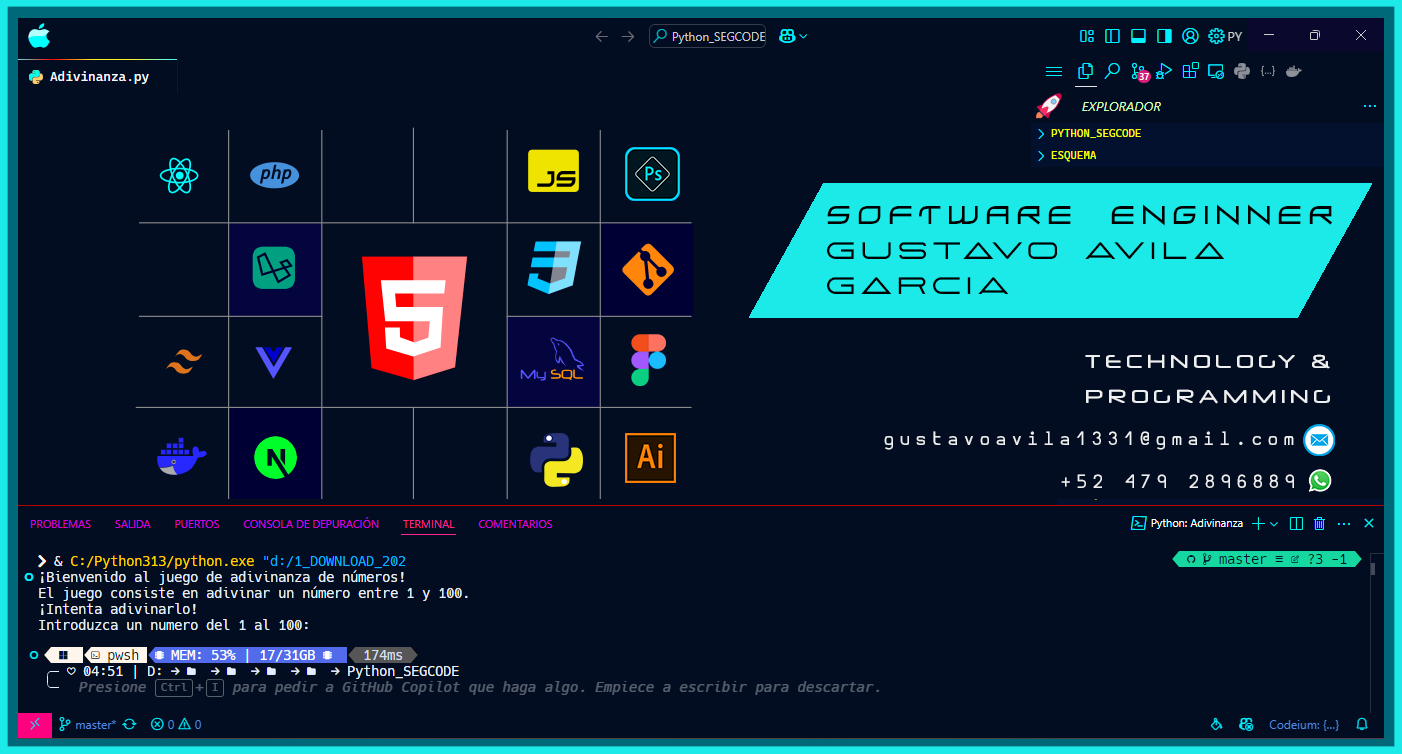 Python_SEGCODE
PY
Adivinanza.py
37
{...}
EXPLORADOR
PYTHON_SEGCODE
ESQUEMA
php
JS
Ps
SOFTWARE ENGINNER
GUSTAVO AVILA
GARCIA
5
3
My SQL
N
Ai
TECHNOLOGY &
PROGRAMMING
gustavoavila1331@gmail.com
+52 479 2896889
PROBLEMAS SALIDA PUERTOS CONSOLA DE DEPURACIÓN TERMINAL COMENTARIOS
Python: Adivinanza
& C:/Python313/python.exe "d:/1_DOWNLOAD_202
master ≡ ?3 -1
¡Bienvenido al juego de adivinanza de números!
El juego consiste en adivinar un número entre 1 y 100.
¡Intenta adivinarlo!
Introduzca un numero del 1 al 100:
pwsh MEM: 53% | 17/31GB 174ms
04:51 | D: → → → → → Python_SEGCODE
Presione Ctrl+I para pedir a GitHub Copilot que haga algo. Empiece a escribir para descartar.
master* 0 0
Codeium: {...}